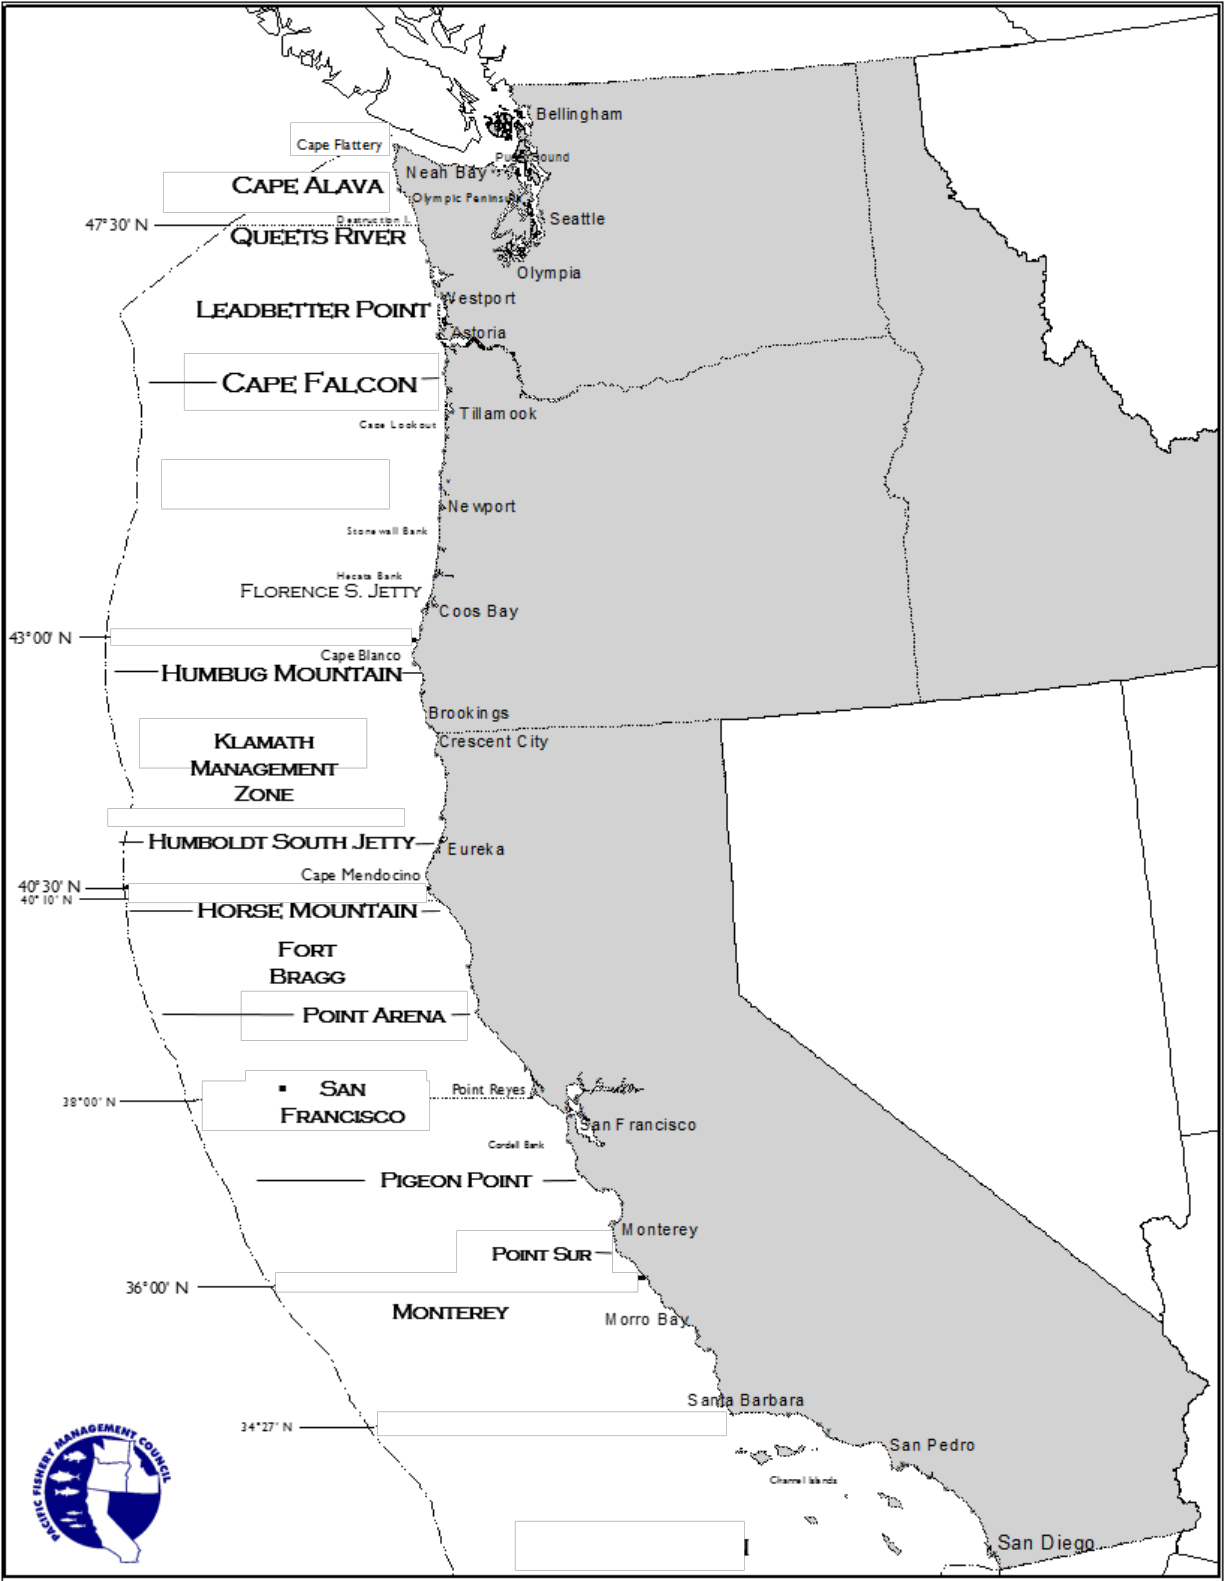 Bellingham
Cape Flattery
Puget Sound
Neah Bay
CAPE ALAVA
Olympic Peninsula
Destruction I.
Seattle
47°30' N
QUEETS RIVER
Olympia
Westport
LEADBETTER POINT
Astoria
CAPE FALCON
Tillamook
Cape Lookout
Newport
Stonewall Bank
Heceta Bank
FLORENCE S. JETTY
Coos Bay
43°00' N
Cape Blanco
HUMBUG MOUNTAIN
Brookings
KLAMATH
MANAGEMENT
ZONE
Crescent City
HUMBOLDT SOUTH JETTY
Eureka
Cape Mendocino
40°30' N
40°10' N
HORSE MOUNTAIN
FORT
BRAGG
POINT ARENA
Point Reyes
SAN
FRANCISCO
38°00' N
San Francisco
Cordell Bank
PIGEON POINT
Monterey
POINT SUR
36°00' N
MONTEREY
Morro Bay
Santa Barbara
34°27' N
San Pedro
Channel Islands
San Diego
PACIFIC FISHERY MANAGEMENT COUNCIL